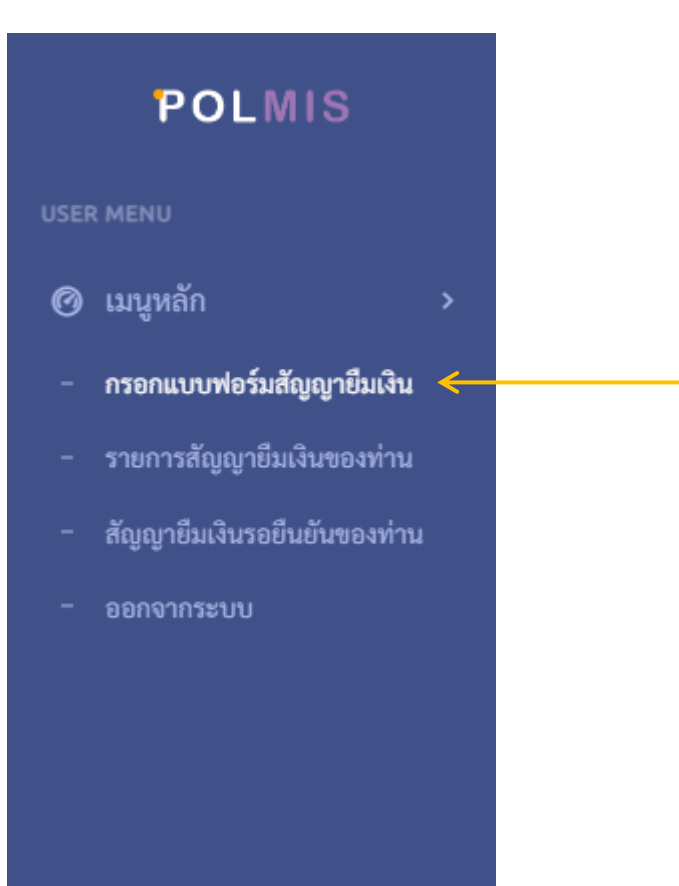 POLMIS
USER MENU
เมนูหลัก
กรอกแบบฟอร์มสัญญายืมเงิน
รายการสัญญายืมเงินของท่าน
สัญญายืมเงินรอยืนยันของท่าน
ออกจากระบบ